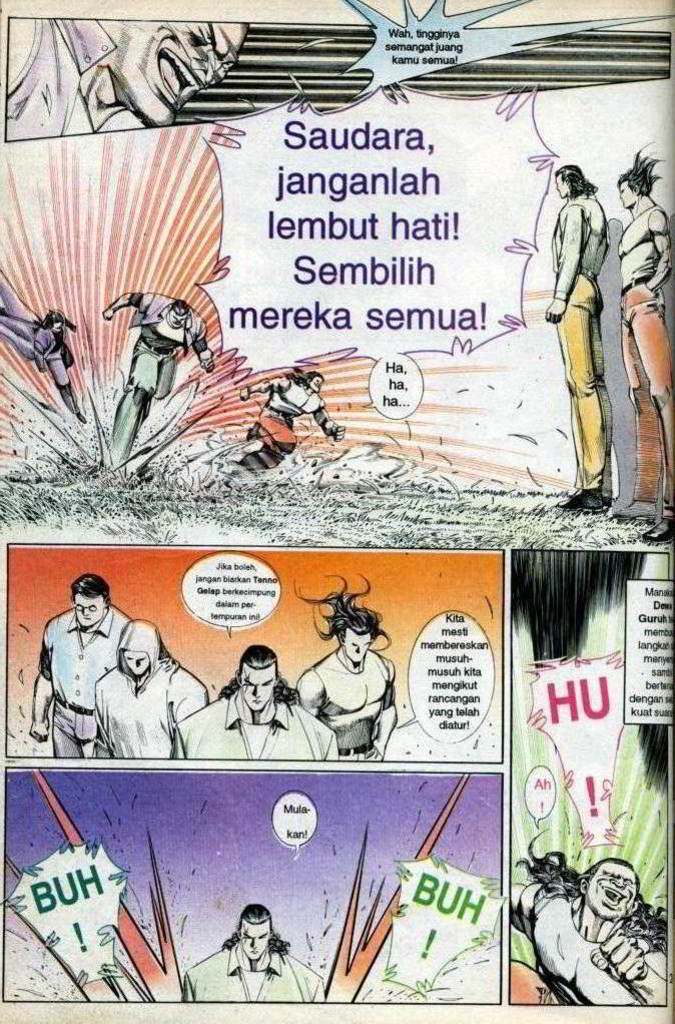 Wah, tingginya
semangat juang
kamu semua!
Saudara,
janganlah
lembut hati!
Sembilih
mereka semua!
Ha,
ha,
ha...
Jika boleh,
jangan biarkan Tenno
Gelap berkecimpung
dalam per-
tempuran ini!
Kita
mesti
membereskan
musuh-
musuh kita
mengikut
rancangan
yang telah
diatur!
Guruh
dengan
kuat
HU
!
Ah
!
Mula-
kan!
BUH
!
BUH
!